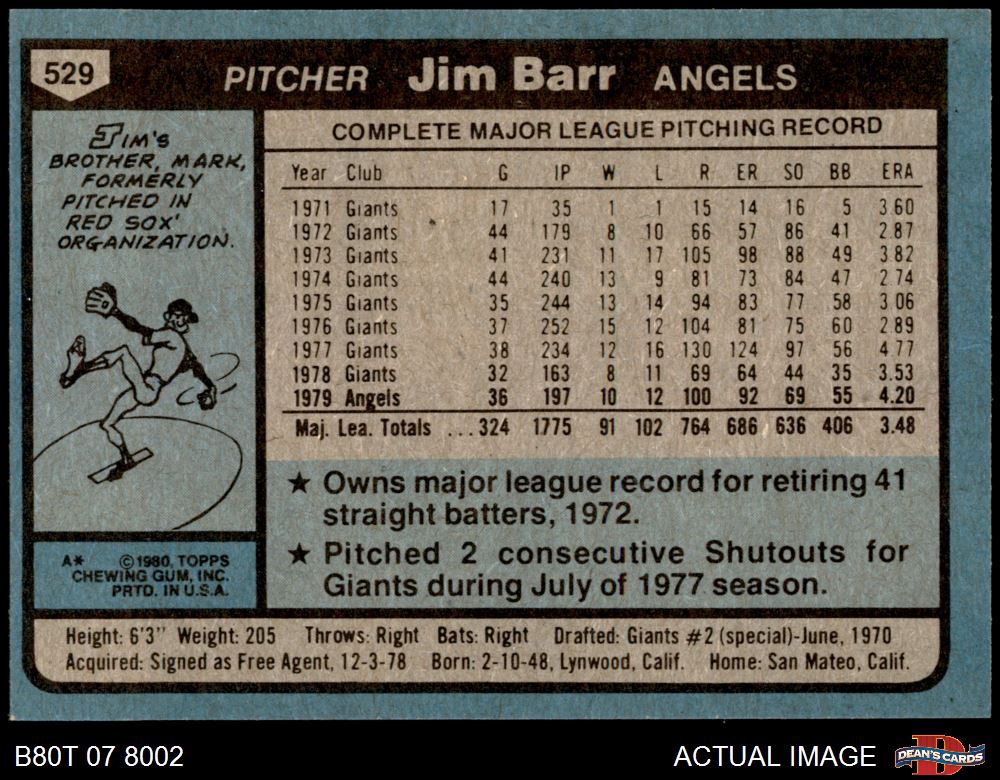 529 PITCHER Jim Barr ANGELS
JIM'S
BROTHER, MARK,
FORMERLY
PITCHED IN
RED SOX'
ORGANIZATION.
A* ©1980, TOPPS
CHEWING GUM, INC.
PRTD. IN U.S.A.
COMPLETE MAJOR LEAGUE PITCHING RECORD
Year Club G IP W L R ER SO BB ERA
1971 Giants 17 35 1 1 15 14 16 5 3.60
1972 Giants 44 179 8 10 66 57 86 41 2.87
1973 Giants 41 231 11 17 105 98 88 49 3.82
1974 Giants 44 240 13 9 81 73 84 47 2.74
1975 Giants 35 244 13 14 94 83 77 58 3.06
1976 Giants 37 252 15 12 104 81 75 60 2.89
1977 Giants 38 234 12 16 130 124 97 56 4.77
1978 Giants 32 163 8 11 69 64 44 35 3.53
1979 Angels 36 197 10 12 100 92 69 55 4.20
Maj. Lea. Totals ...324 1775 91 102 764 686 636 406 3.48
★ Owns major league record for retiring 41
straight batters, 1972.
★ Pitched 2 consecutive Shutouts for
Giants during July of 1977 season.
Height: 6'3" Weight: 205 Throws: Right Bats: Right Drafted: Giants #2 (special)-June, 1970
Acquired: Signed as Free Agent, 12-3-78 Born: 2-10-48, Lynwood, Calif. Home: San Mateo, Calif.
B80T 07 8002 ACTUAL IMAGE DEAN'S CARDS